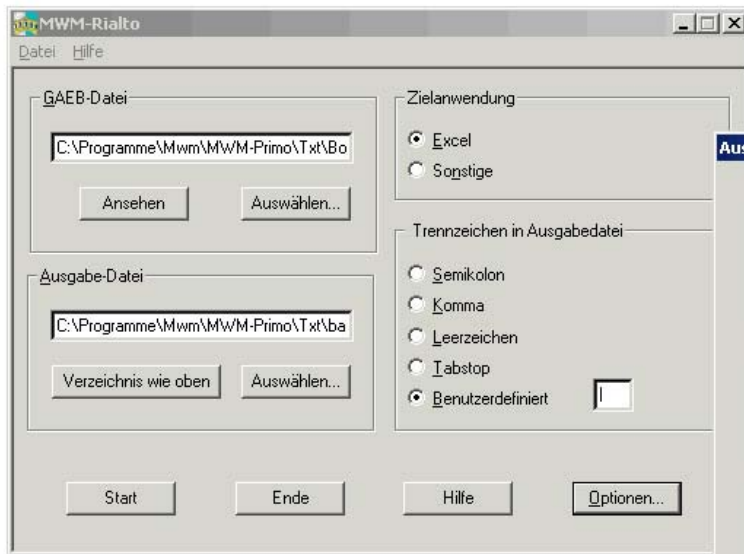 MWM-Rialto
Datei Hilfe
GAEB-Datei
C:\Programme\Mwm\MWM-Primo\Txt\Bo
Ansehen Auswählen...
Ausgabe-Datei
C:\Programme\Mwm\MWM-Primo\Txt\ba
Verzeichnis wie oben Auswählen...
Zielanwendung
Excel
Sonstige
Trennzeichen in Ausgabedatei
Semikolon
Komma
Leerzeichen
Tabstop
Benutzerdefiniert
Aus
Start Ende Hilfe Optionen...